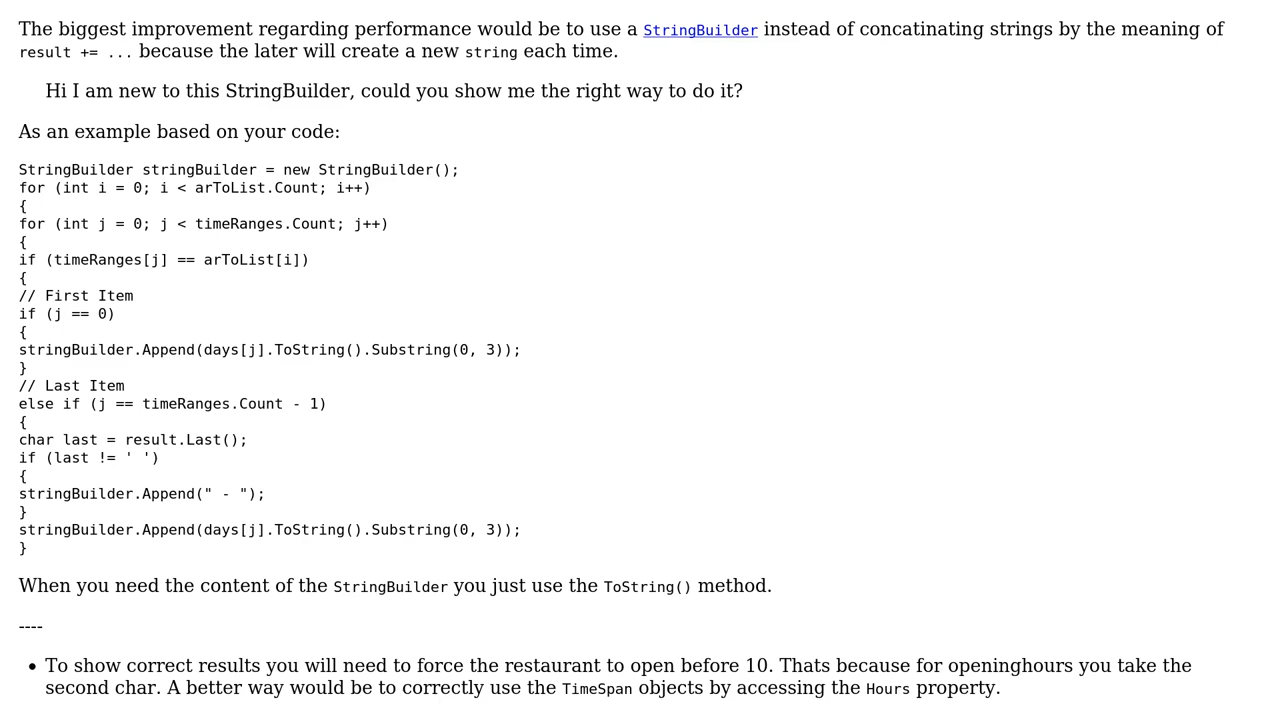 The biggest improvement regarding performance would be to use a StringBuilder instead of concatinating strings by the meaning of
result += ... because the later will create a new string each time.
Hi I am new to this StringBuilder, could you show me the right way to do it?
As an example based on your code:
StringBuilder stringBuilder = new StringBuilder();
for (int i = 0; i < arToList.Count; i++)
{
for (int j = 0; j < timeRanges.Count; j++)
{
if (timeRanges[j] == arToList[i])
{
// First Item
if (j == 0)
{
stringBuilder.Append(days[j].ToString().Substring(0, 3));
}
// Last Item
else if (j == timeRanges.Count - 1)
{
char last = result.Last();
if (last != ' ')
{
stringBuilder.Append(" - ");
}
stringBuilder.Append(days[j].ToString().Substring(0, 3));
}
When you need the content of the StringBuilder you just use the ToString() method.
----
• To show correct results you will need to force the restaurant to open before 10. Thats because for openinghours you take the
second char. A better way would be to correctly use the TimeSpan objects by accessing the Hours property.